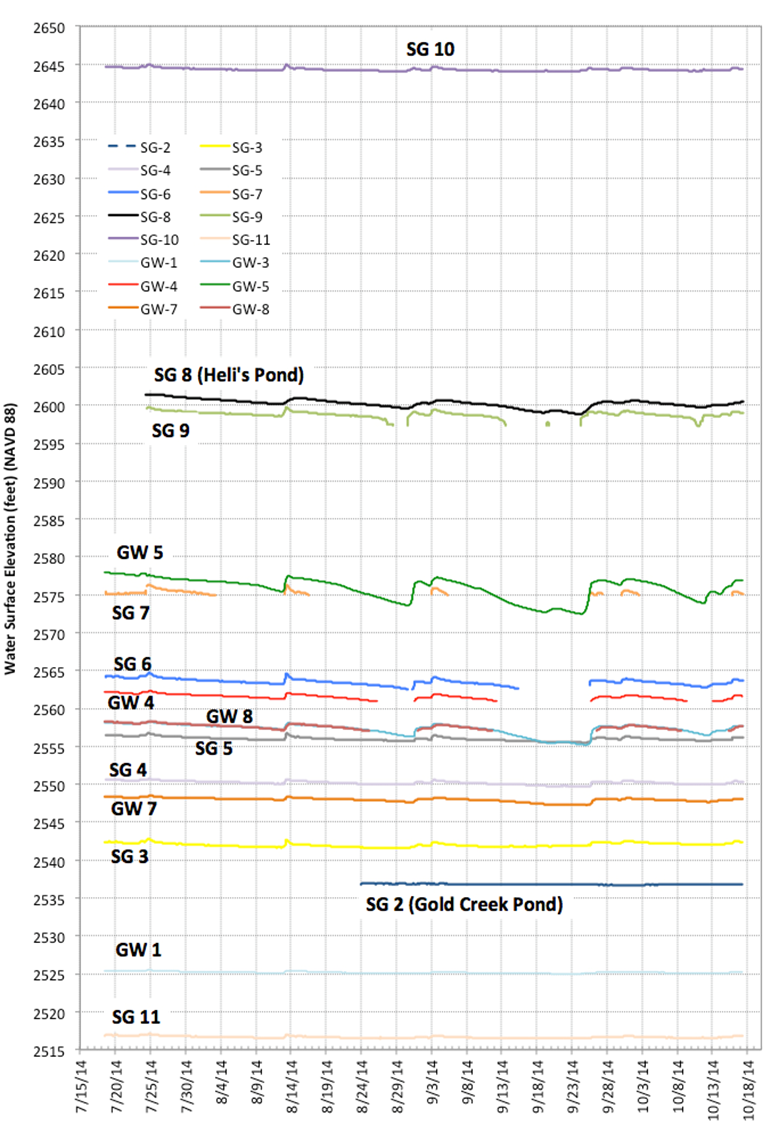 2650
SG 10
2645
2640
2635
SG-2 SG-3
2630
SG-4 SG-5
SG-6 SG-7
2625
SG-8 SG-9
2620
SG-10 SG-11
GW-1 GW-3
2615
GW-4 GW-5
2610
GW-7 GW-8
2605
SG 8 (Heli's Pond)
2600
SG 9
2595
2590
2585
2580
GW 5
2575
SG 7
2570
2565
SG 6
2560
GW 4
GW 8
2555
SG 5
2550
SG 4
2545
GW 7
2540
SG 3
2535
SG 2 (Gold Creek Pond)
2530
GW 1
2525
2520
SG 11
2515
Water Surface Elevation (feet) (NAVD 88)
7/15/14 7/20/14 7/25/14 7/30/14 8/4/14 8/9/14 8/14/14 8/19/14 8/24/14 8/29/14 9/3/14 9/8/14 9/13/14 9/18/14 9/23/14 9/28/14 10/3/14 10/8/14 10/13/14 10/18/14